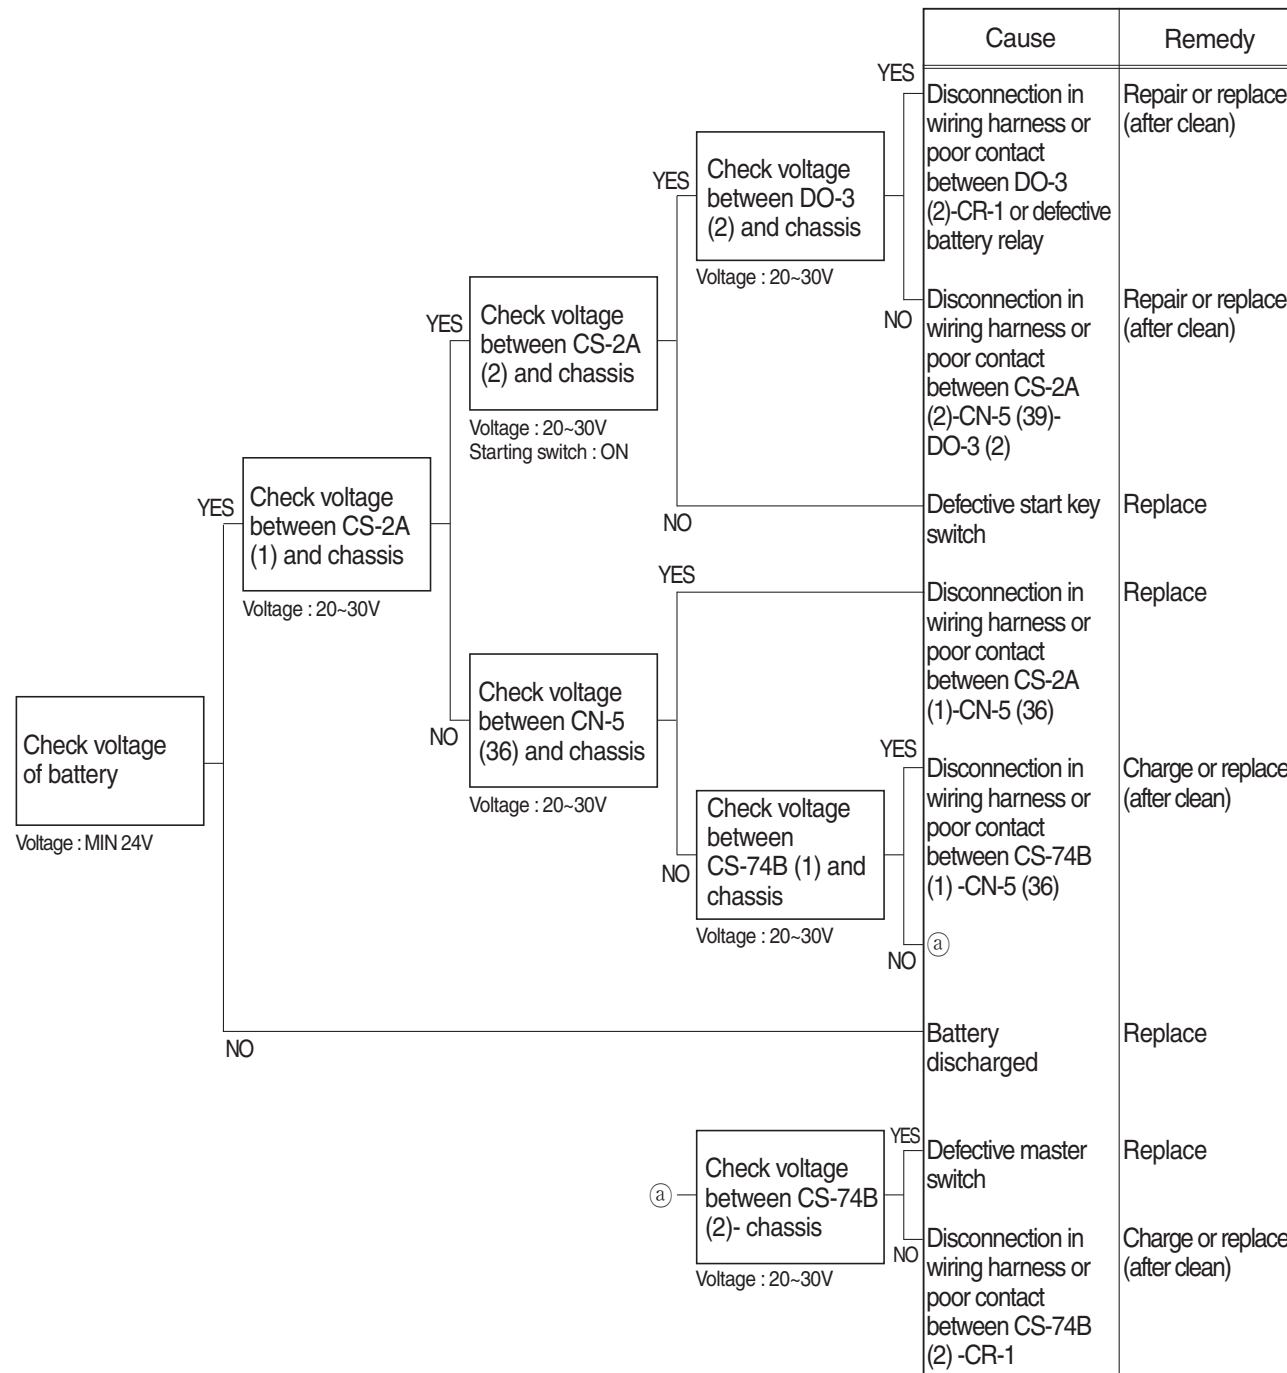 Cause
Remedy
YES
Disconnection in
wiring harness or
poor contact
between DO-3
(2)-CR-1 or defective
battery relay
Repair or replace
(after clean)
YES
Check voltage
between DO-3
(2) and chassis
Voltage : 20~30V
NO
Disconnection in
wiring harness or
poor contact
between CS-2A
(2)-CN-5 (39)-
DO-3 (2)
Repair or replace
(after clean)
YES
Check voltage
between CS-2A
(2) and chassis
Voltage : 20~30V
Starting switch : ON
NO
Defective start key
switch
Replace
YES
Check voltage
between CS-2A
(1) and chassis
Voltage : 20~30V
YES
Disconnection in
wiring harness or
poor contact
between CS-2A
(1)-CN-5 (36)
Replace
NO
Check voltage
between CN-5
(36) and chassis
Voltage : 20~30V
Check voltage
of battery
Voltage : MIN 24V
YES
Disconnection in
wiring harness or
poor contact
between CS-74B
(1) -CN-5 (36)
Charge or replace
(after clean)
NO
Check voltage
between
CS-74B (1) and
chassis
Voltage : 20~30V
NO
ⓐ
NO
Battery
discharged
Replace
ⓐ
Check voltage
between CS-74B
(2)- chassis
Voltage : 20~30V
YES
Defective master
switch
Replace
NO
Disconnection in
wiring harness or
poor contact
between CS-74B
(2) -CR-1
Charge or replace
(after clean)